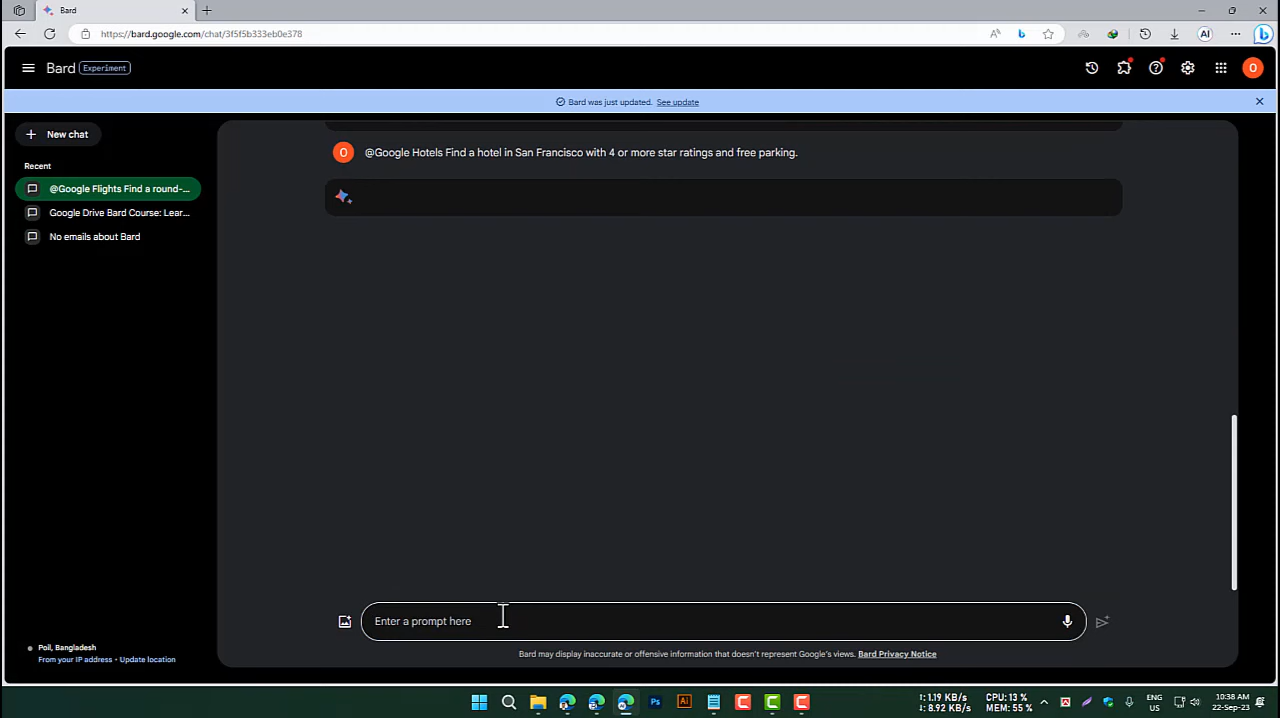 Bard
https://bard.google.com/chat/3f5f5b333eb0e378
AI
Bard Experiment
O
Bard was just updated. See update
New chat
Recent
@Google Flights Find a round-...
Google Drive Bard Course: Lear...
No emails about Bard
O @Google Hotels Find a hotel in San Francisco with 4 or more star ratings and free parking.
Enter a prompt here
Bard may display inaccurate or offensive information that doesn't represent Google's views. Bard Privacy Notice
Poil, Bangladesh
From your IP address • Update location
Ps
Ai
↑: 1.19 KB/s
↓: 8.92 KB/s
CPU: 13 %
MEM: 55 %
ENG
US
10:38 AM
22-Sep-23